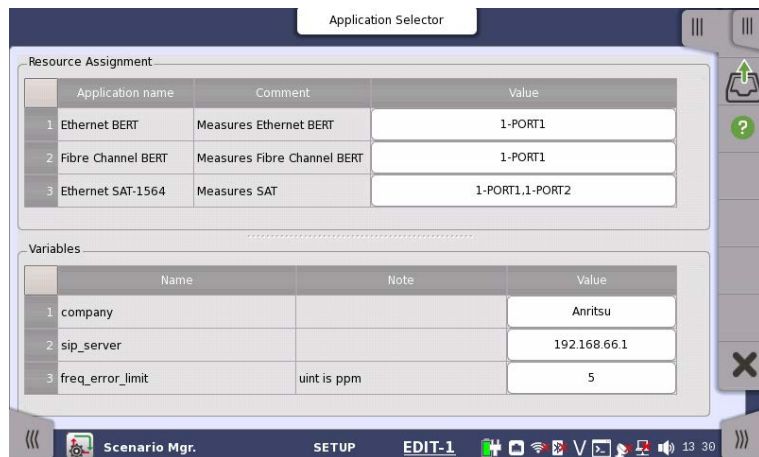 Application Selector
Resource Assignment
Application name Comment Value
1 Ethernet BERT Measures Ethernet BERT 1-PORT1
2 Fibre Channel BERT Measures Fibre Channel BERT 1-PORT1
3 Ethernet SAT-1564 Measures SAT 1-PORT1,1-PORT2
Variables
Name Note Value
1 company Anritsu
2 sip_server 192.168.66.1
3 freq_error_limit uint is ppm 5
Scenario Mgr. SETUP EDIT-1 13 30